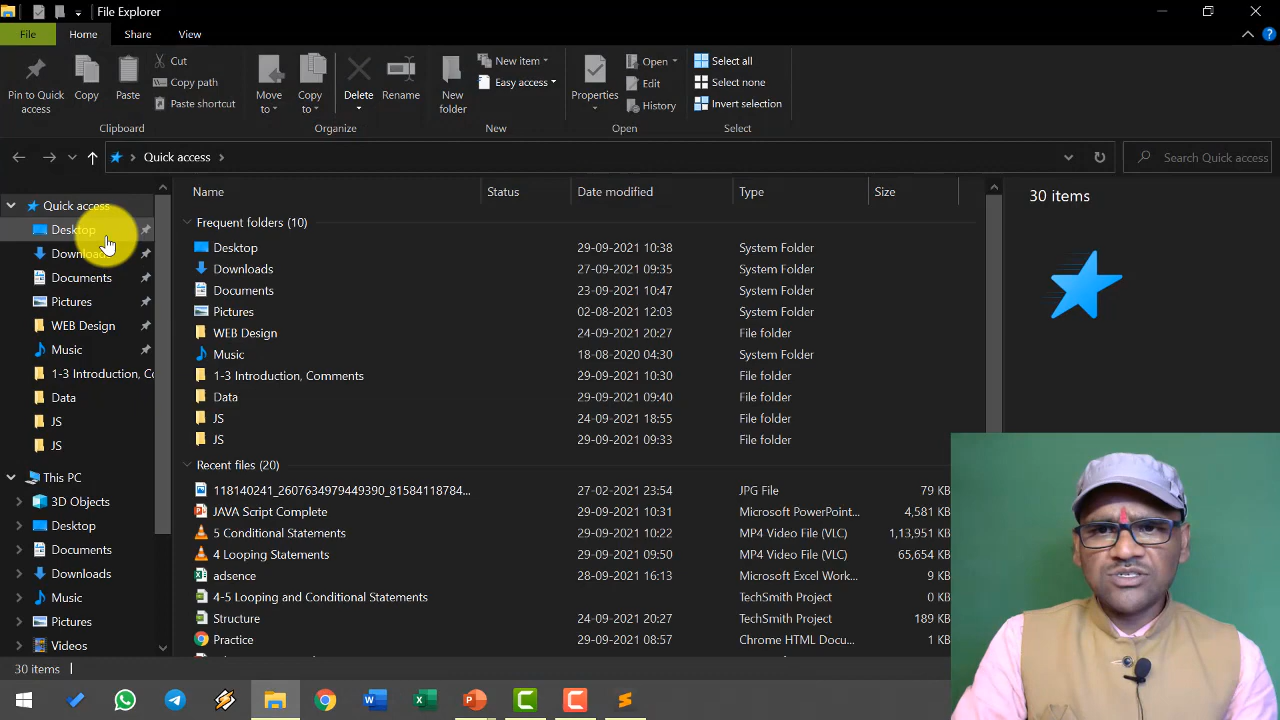 File Explorer
File Home Share View
Pin to Quick access
Copy
Paste
Cut
Copy path
Paste shortcut
Clipboard
Move to
Copy to
Delete
Rename
Organize
New folder
New item
Easy access
New
Properties
Open
Edit
History
Open
Select all
Select none
Invert selection
Select
Quick access
Search Quick access
Quick access
Desktop
Documents
Pictures
WEB Design
Music
1-3 Introduction, Co
Data
JS
JS
This PC
3D Objects
Desktop
Documents
Downloads
Music
Pictures
Videos
Name Status Date modified Type Size
Frequent folders (10)
Desktop 29-09-2021 10:38 System Folder
Downloads 27-09-2021 09:35 System Folder
Documents 23-09-2021 10:47 System Folder
Pictures 02-08-2021 12:03 System Folder
WEB Design 24-09-2021 20:27 File folder
Music 18-08-2020 04:30 System Folder
1-3 Introduction, Comments 29-09-2021 10:30 File folder
Data 29-09-2021 09:40 File folder
JS 24-09-2021 18:55 File folder
JS 29-09-2021 09:33 File folder
Recent files (20)
118140241_2607634979449390_81584118784... 27-02-2021 23:54 JPG File 79 KB
JAVA Script Complete 29-09-2021 10:31 Microsoft PowerPoint... 4,581 KB
5 Conditional Statements 29-09-2021 10:22 MP4 Video File (VLC) 1,13,951 KB
4 Looping Statements 29-09-2021 09:50 MP4 Video File (VLC) 65,654 KB
adsence 28-09-2021 16:13 Microsoft Excel Work... 9 KB
4-5 Looping and Conditional Statements 29-09-2021 08:57 TechSmith Project 0 KB
Structure 24-09-2021 20:27 TechSmith Project 189 KB
Practice 29-09-2021 08:57 Chrome HTML Docu... 1 KB
30 items
30 items